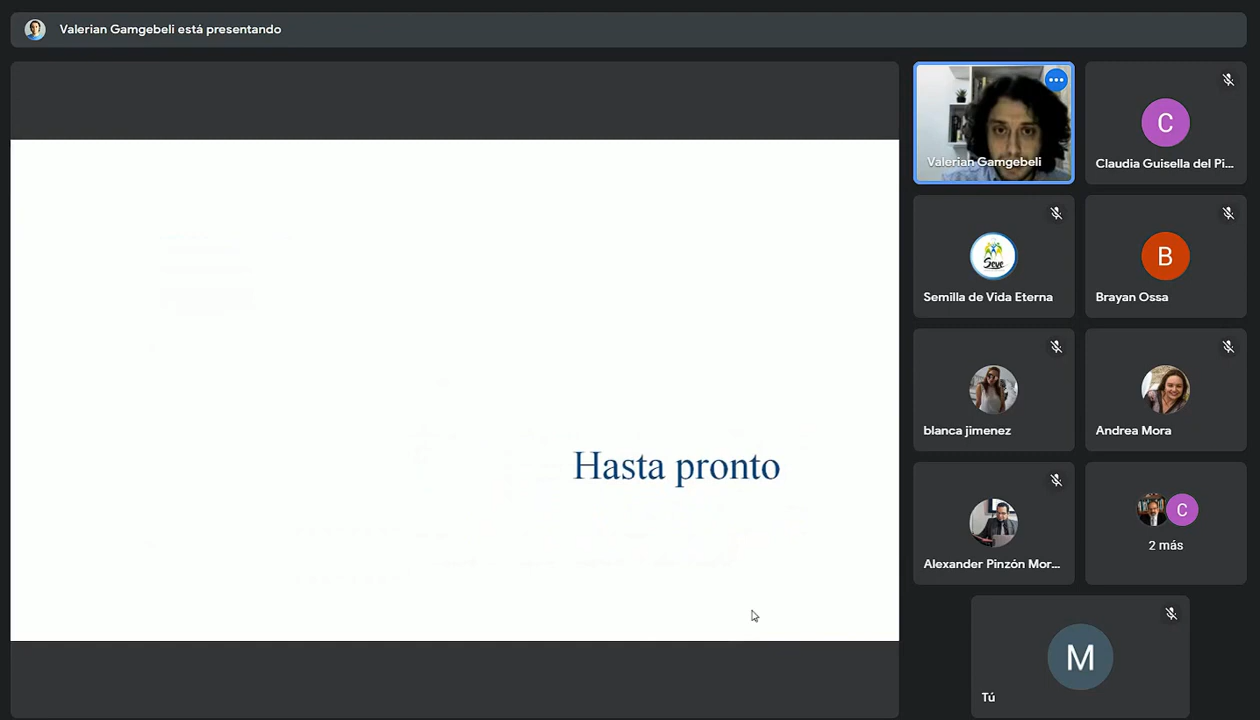 Valerian Gamgebeli está presentando
Hasta pronto
Valerian Gamgebeli
C
Claudia Guisella del Pi...
Seve
Semilla de Vida Eterna
B
Brayan Ossa
blanca jimenez
Andrea Mora
Alexander Pinzón Mor...
C
2 más
M
Tú